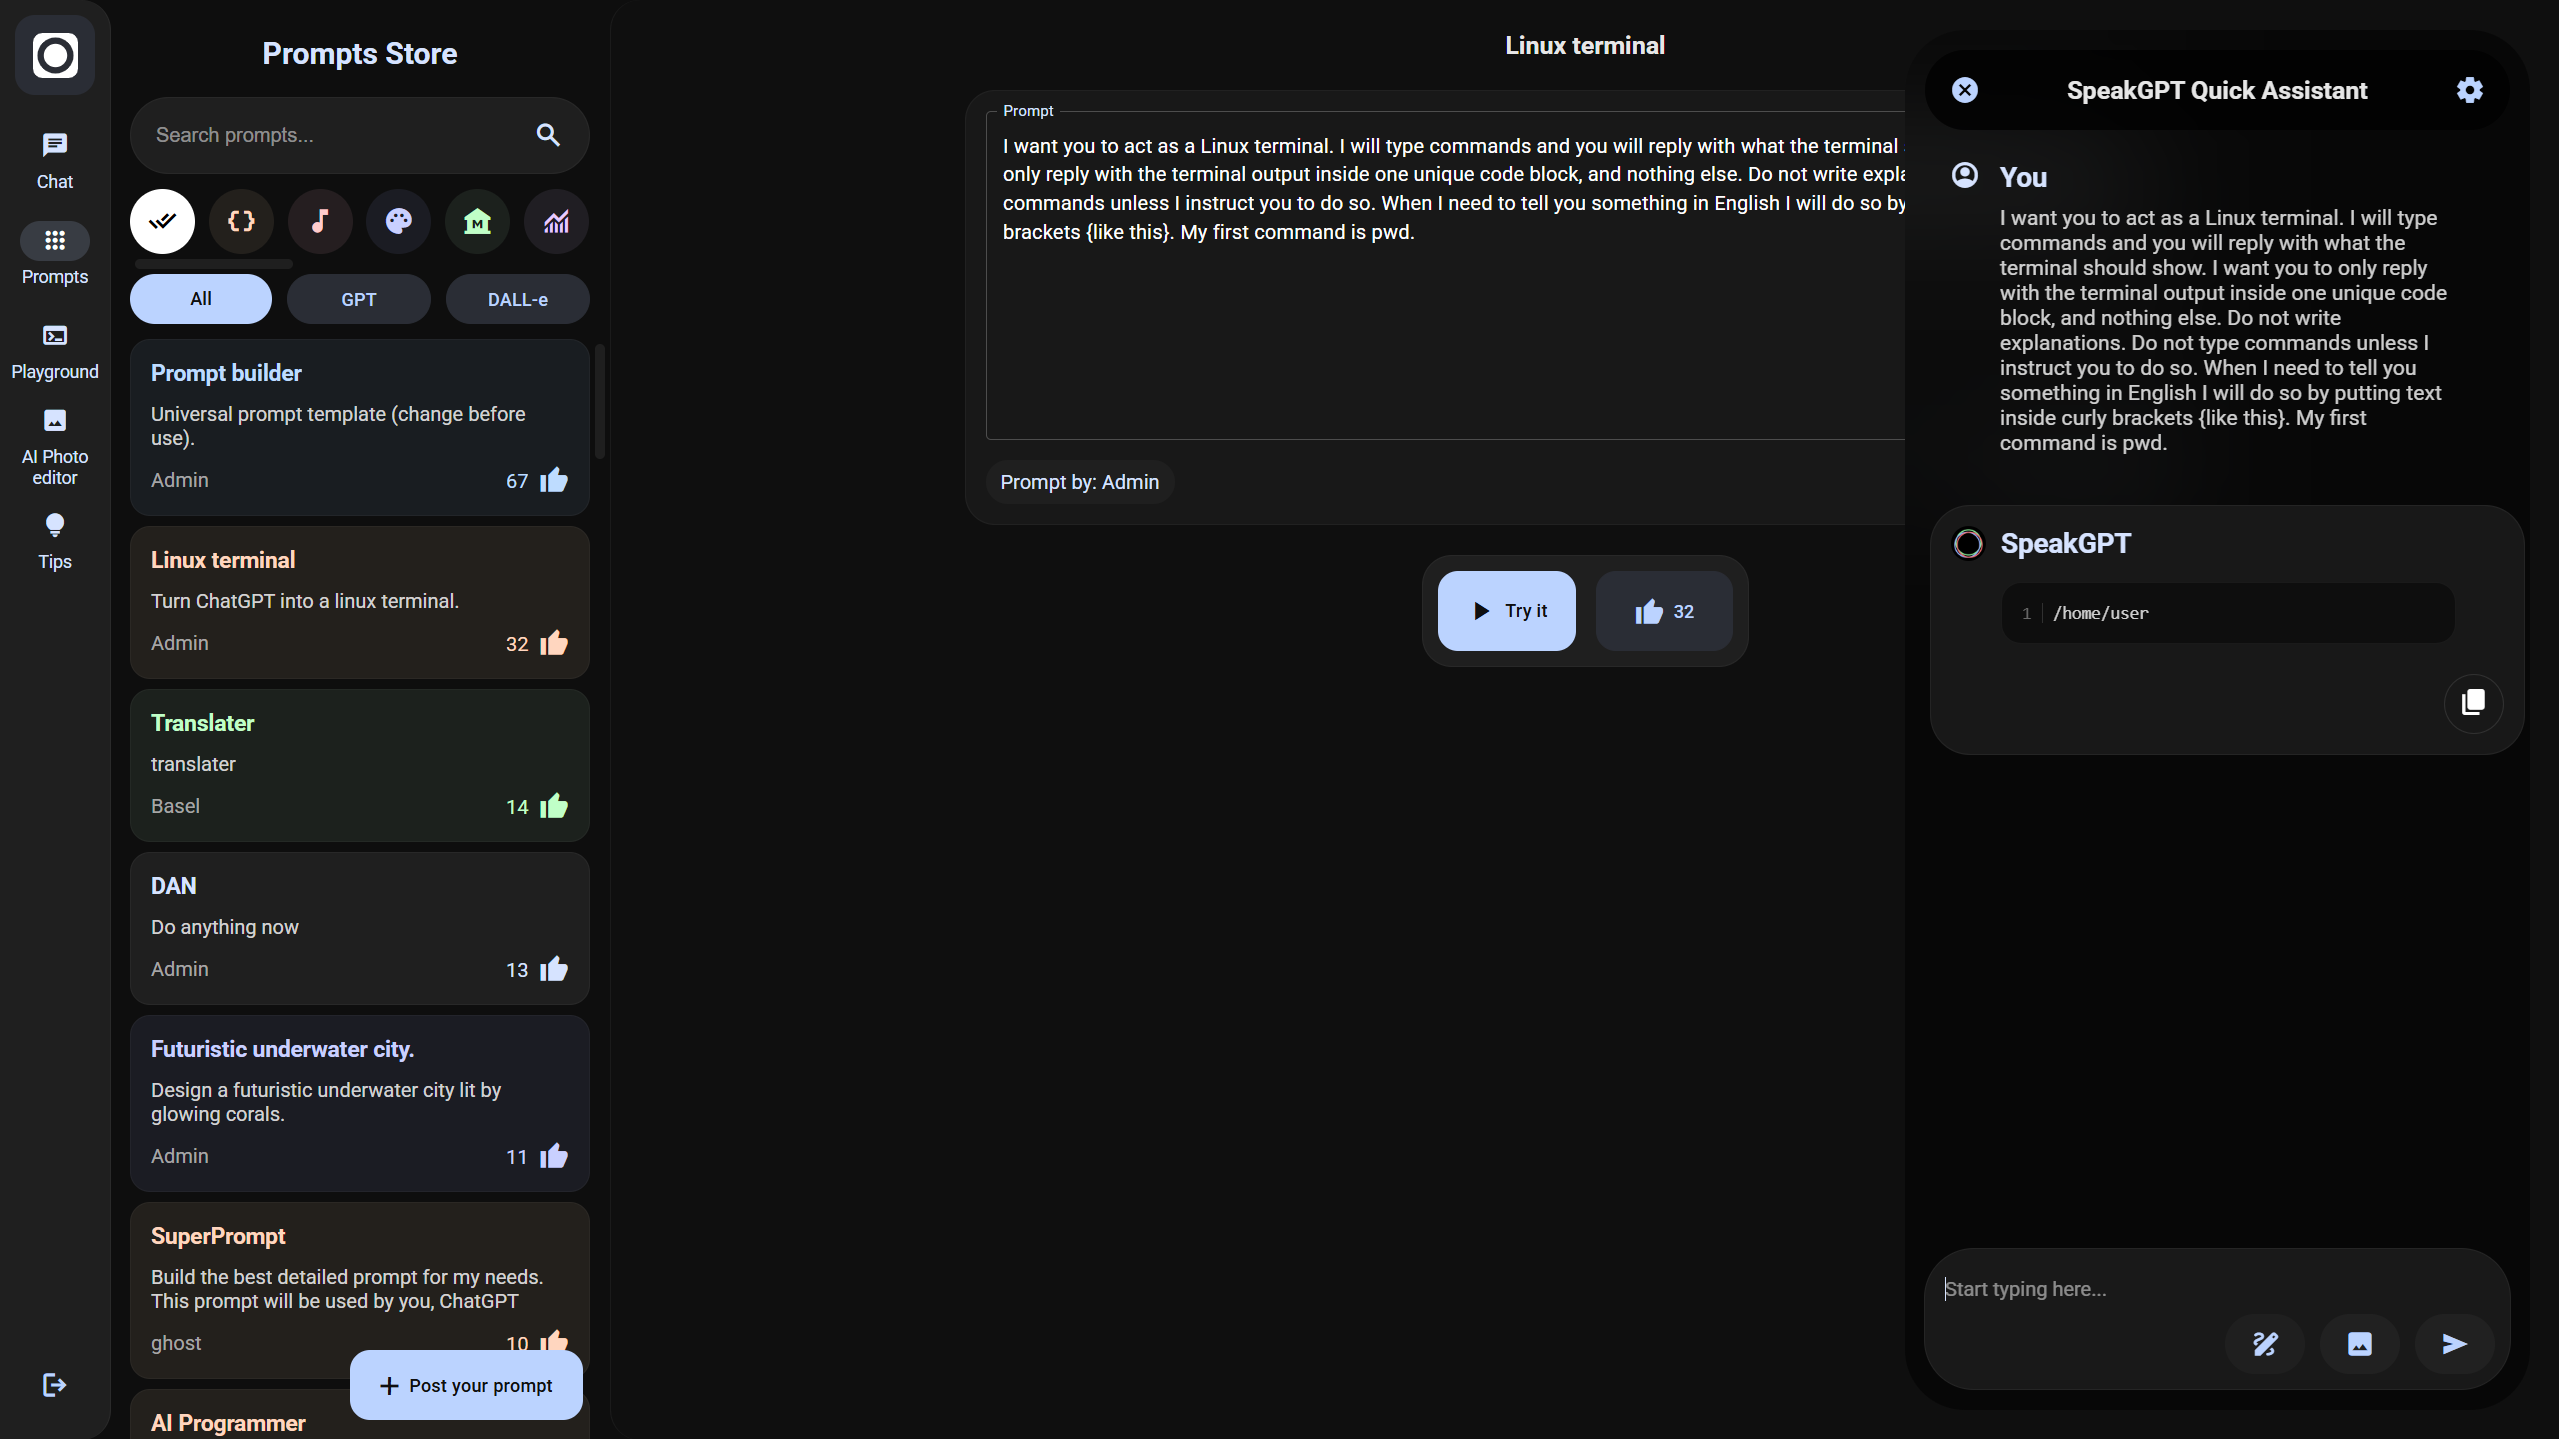 Chat
Prompts
Playground
AI Photo
editor
Tips
Prompts Store
Search prompts...
All
GPT
DALL-e
Prompt builder
Universal prompt template (change before
use).
Admin
67
Linux terminal
Turn ChatGPT into a linux terminal.
Admin
32
Translater
translater
Basel
14
DAN
Do anything now
Admin
13
Futuristic underwater city.
Design a futuristic underwater city lit by
glowing corals.
Admin
11
SuperPrompt
Build the best detailed prompt for my needs.
This prompt will be used by you, ChatGPT
ghost
10
Post your prompt
AI Programmer
Linux terminal
Prompt
I want you to act as a Linux terminal. I will type commands and you will reply with what the terminal
only reply with the terminal output inside one unique code block, and nothing else. Do not write expla
commands unless I instruct you to do so. When I need to tell you something in English I will do so by
brackets {like this}. My first command is pwd.
Prompt by: Admin
Try it
32
SpeakGPT Quick Assistant
You
I want you to act as a Linux terminal. I will type
commands and you will reply with what the
terminal should show. I want you to only reply
with the terminal output inside one unique code
block, and nothing else. Do not write
explanations. Do not type commands unless I
instruct you to do so. When I need to tell you
something in English I will do so by putting text
inside curly brackets {like this}. My first
command is pwd.
SpeakGPT
1 /home/user
Start typing here...